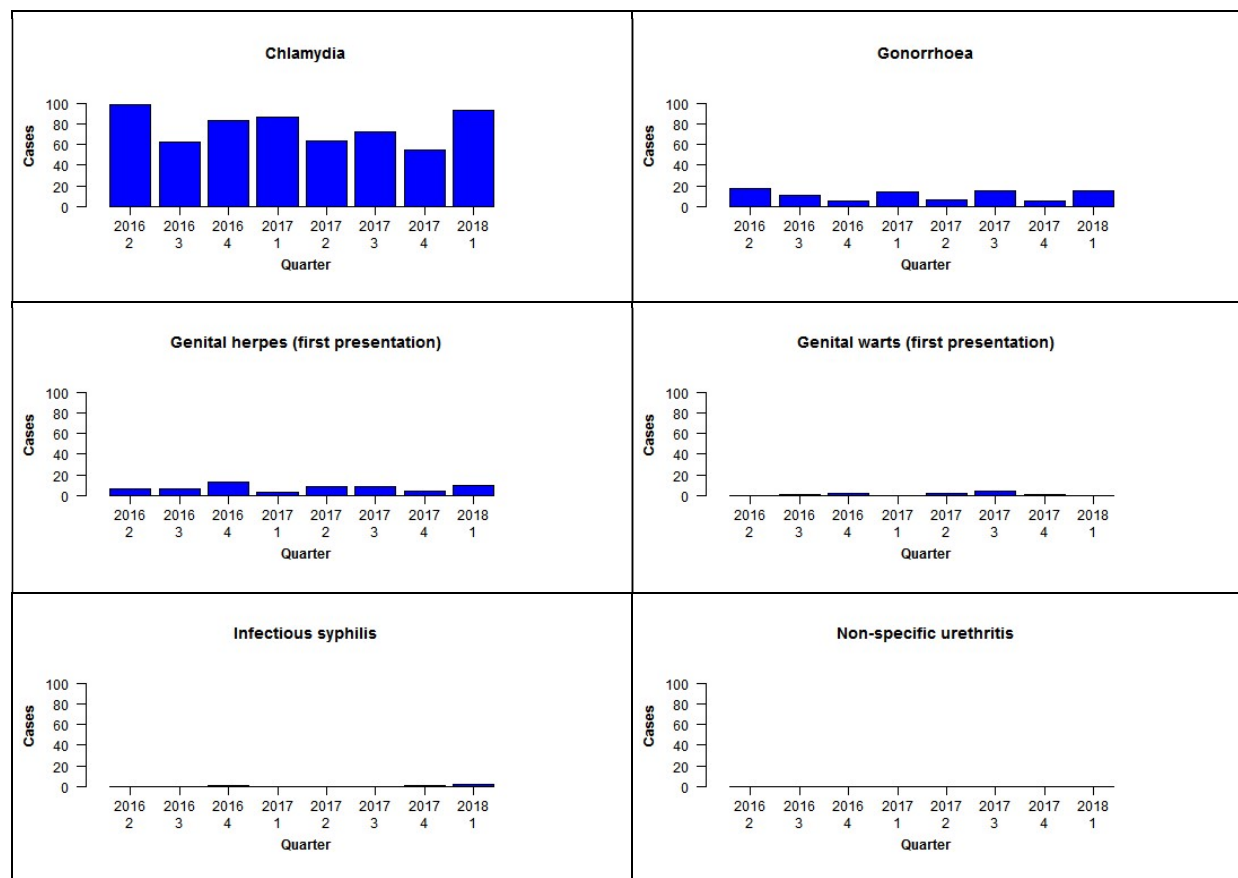 Chlamydia
Cases
100
80
60
40
20
0
2016 2016 2016 2017 2017 2017 2017 2018
2 3 4 1 2 3 4 1
Quarter
Gonorrhoea
Cases
100
80
60
40
20
0
2016 2016 2016 2017 2017 2017 2017 2018
2 3 4 1 2 3 4 1
Quarter
Genital herpes (first presentation)
Cases
100
80
60
40
20
0
2016 2016 2016 2017 2017 2017 2017 2018
2 3 4 1 2 3 4 1
Quarter
Genital warts (first presentation)
Cases
100
80
60
40
20
0
2016 2016 2016 2017 2017 2017 2017 2018
2 3 4 1 2 3 4 1
Quarter
Infectious syphilis
Cases
100
80
60
40
20
0
2016 2016 2016 2017 2017 2017 2017 2018
2 3 4 1 2 3 4 1
Quarter
Non-specific urethritis
Cases
100
80
60
40
20
0
2016 2016 2016 2017 2017 2017 2017 2018
2 3 4 1 2 3 4 1
Quarter